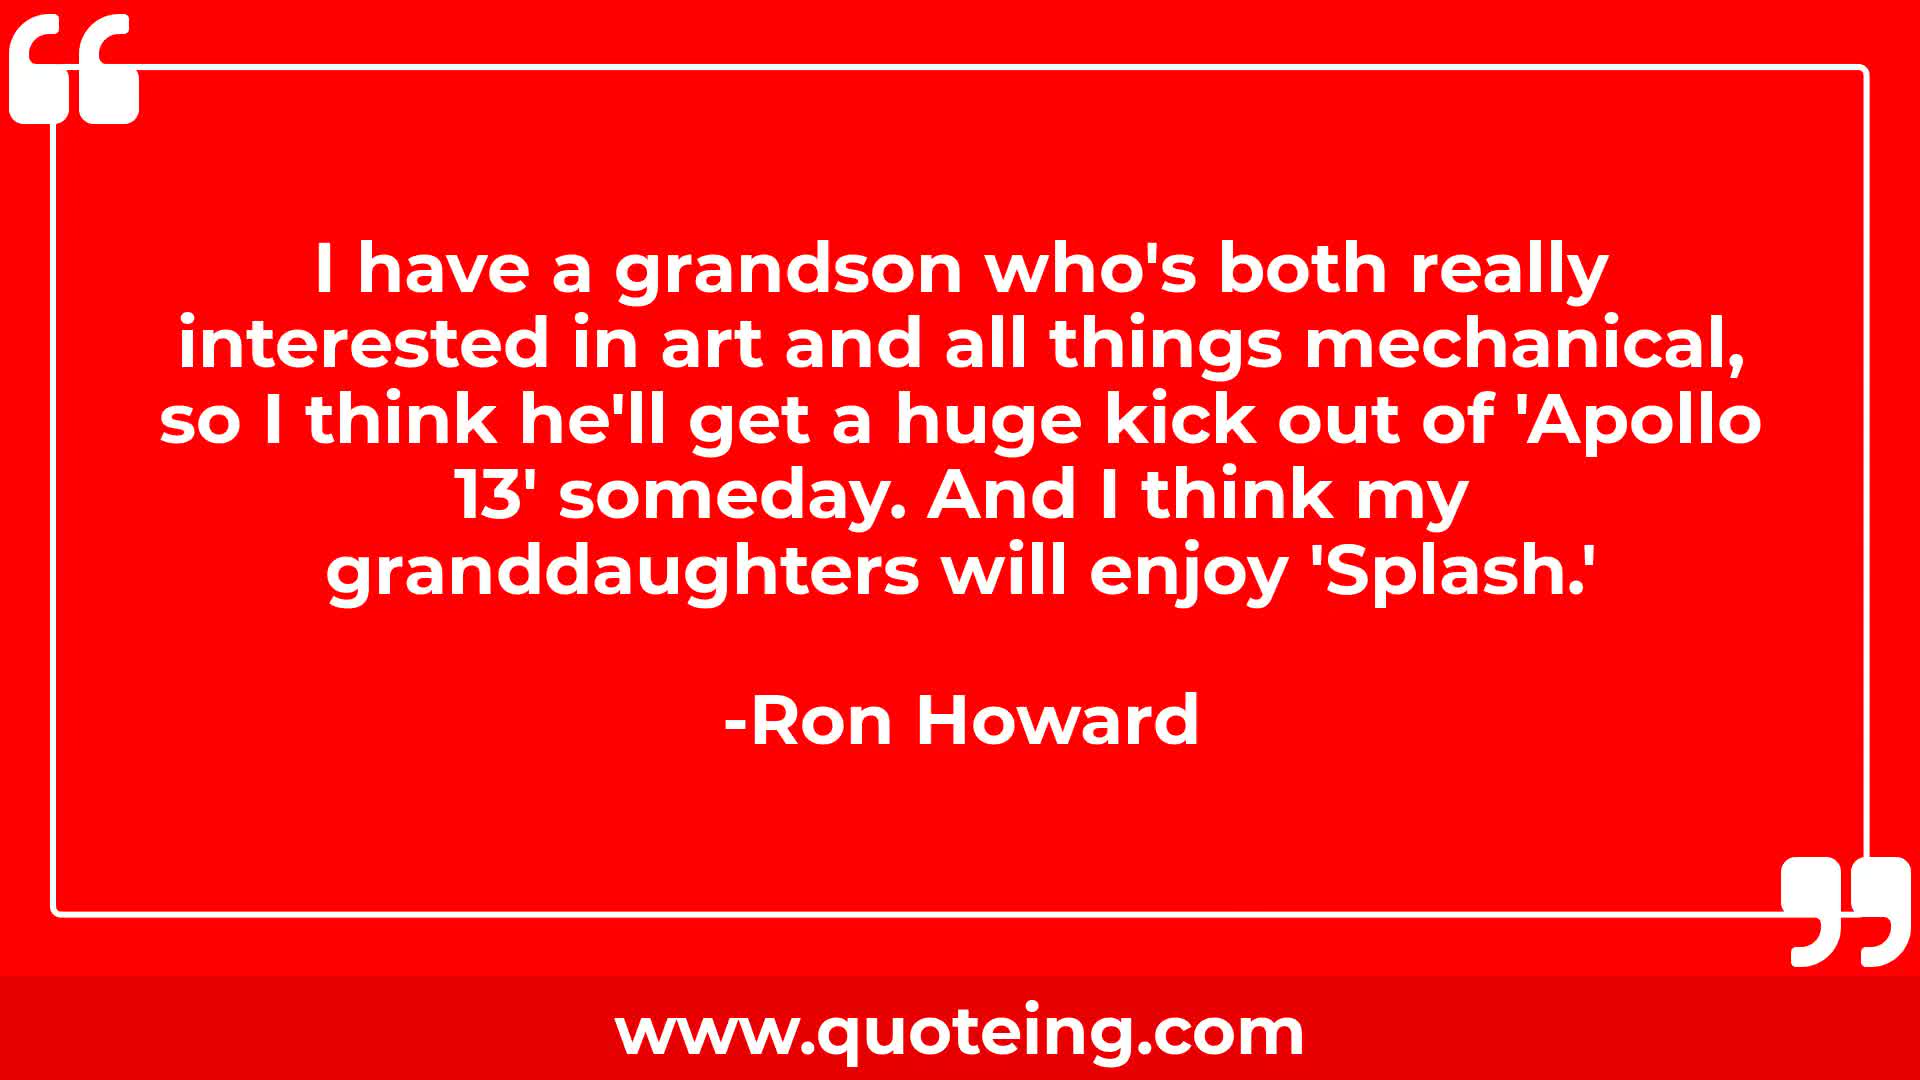 I have a grandson who's both really
interested in art and all things mechanical,
so I think he'll get a huge kick out of 'Apollo
13' someday. And I think my
granddaughters will enjoy 'Splash.'
-Ron Howard
www.quoteing.com